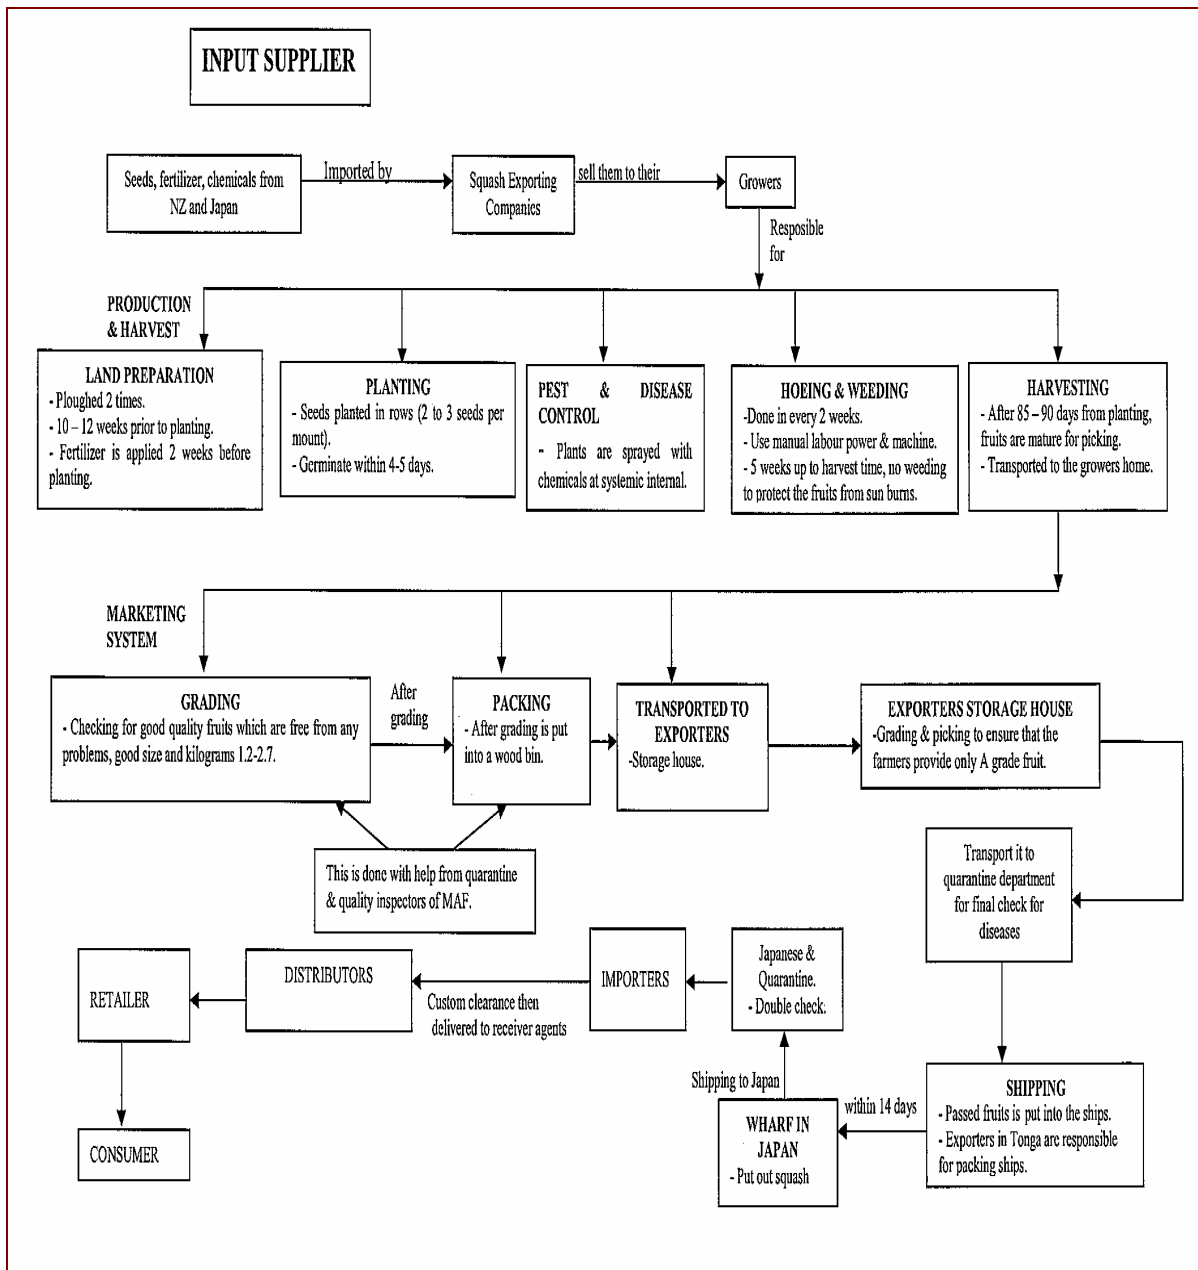 INPUT SUPPLIER
Seeds, fertilizer, chemicals from
NZ and Japan
Imported by
Squash Exporting
Companies
sell them to their
Growers
Resposible
for
PRODUCTION
& HARVEST
LAND PREPARATION
- Ploughed 2 times.
- 10 – 12 weeks prior to planting.
- Fertilizer is applied 2 weeks before
planting.
PLANTING
- Seeds planted in rows (2 to 3 seeds per
mount).
- Germinate within 4-5 days.
PEST & DISEASE
CONTROL
- Plants are sprayed with
chemicals at systemic internal.
HOEING & WEEDING
-Done in every 2 weeks.
- Use manual labour power & machine.
- 5 weeks up to harvest time, no weeding
to protect the fruits from sun burns.
HARVESTING
- After 85 – 90 days from planting,
fruits are mature for picking.
- Transported to the growers home.
MARKETING
SYSTEM
GRADING
- Checking for good quality fruits which are free from any
problems, good size and kilograms 1.2-2.7.
After
grading
PACKING
- After grading is put
into a wood bin.
TRANSPORTED TO
EXPORTERS
-Storage house.
EXPORTERS STORAGE HOUSE
-Grading & picking to ensure that the
farmers provide only A grade fruit.
This is done with help from quarantine
& quality inspectors of MAF.
Transport it to
quarantine department
for final check for
diseases
SHIPPING
- Passed fruits is put into the ships.
- Exporters in Tonga are responsible
for packing ships.
within 14 days
WHARF IN
JAPAN
- Put out squash
Shipping to Japan
Japanese &
Quarantine.
- Double check.
IMPORTERS
Custom clearance then
delivered to receiver agents
DISTRIBUTORS
RETAILER
CONSUMER